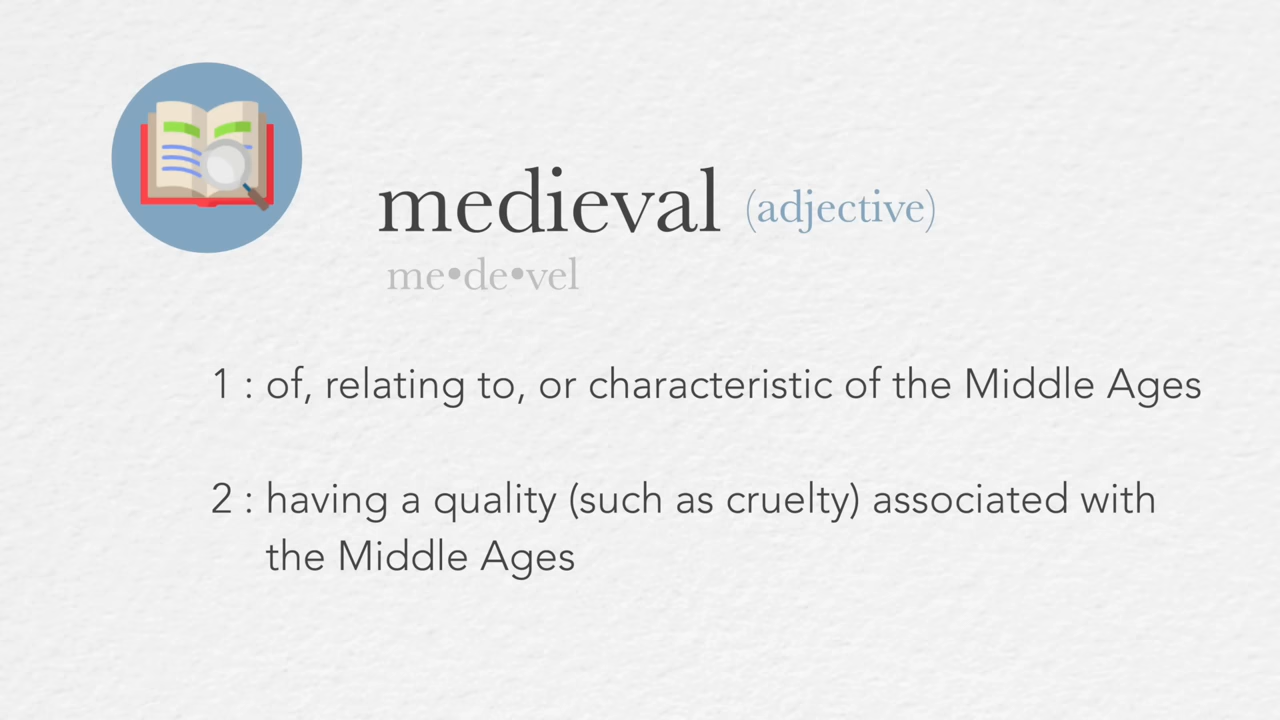 medieval (adjective)
me•de•vel
1 : of, relating to, or characteristic of the Middle Ages
2 : having a quality (such as cruelty) associated with
the Middle Ages